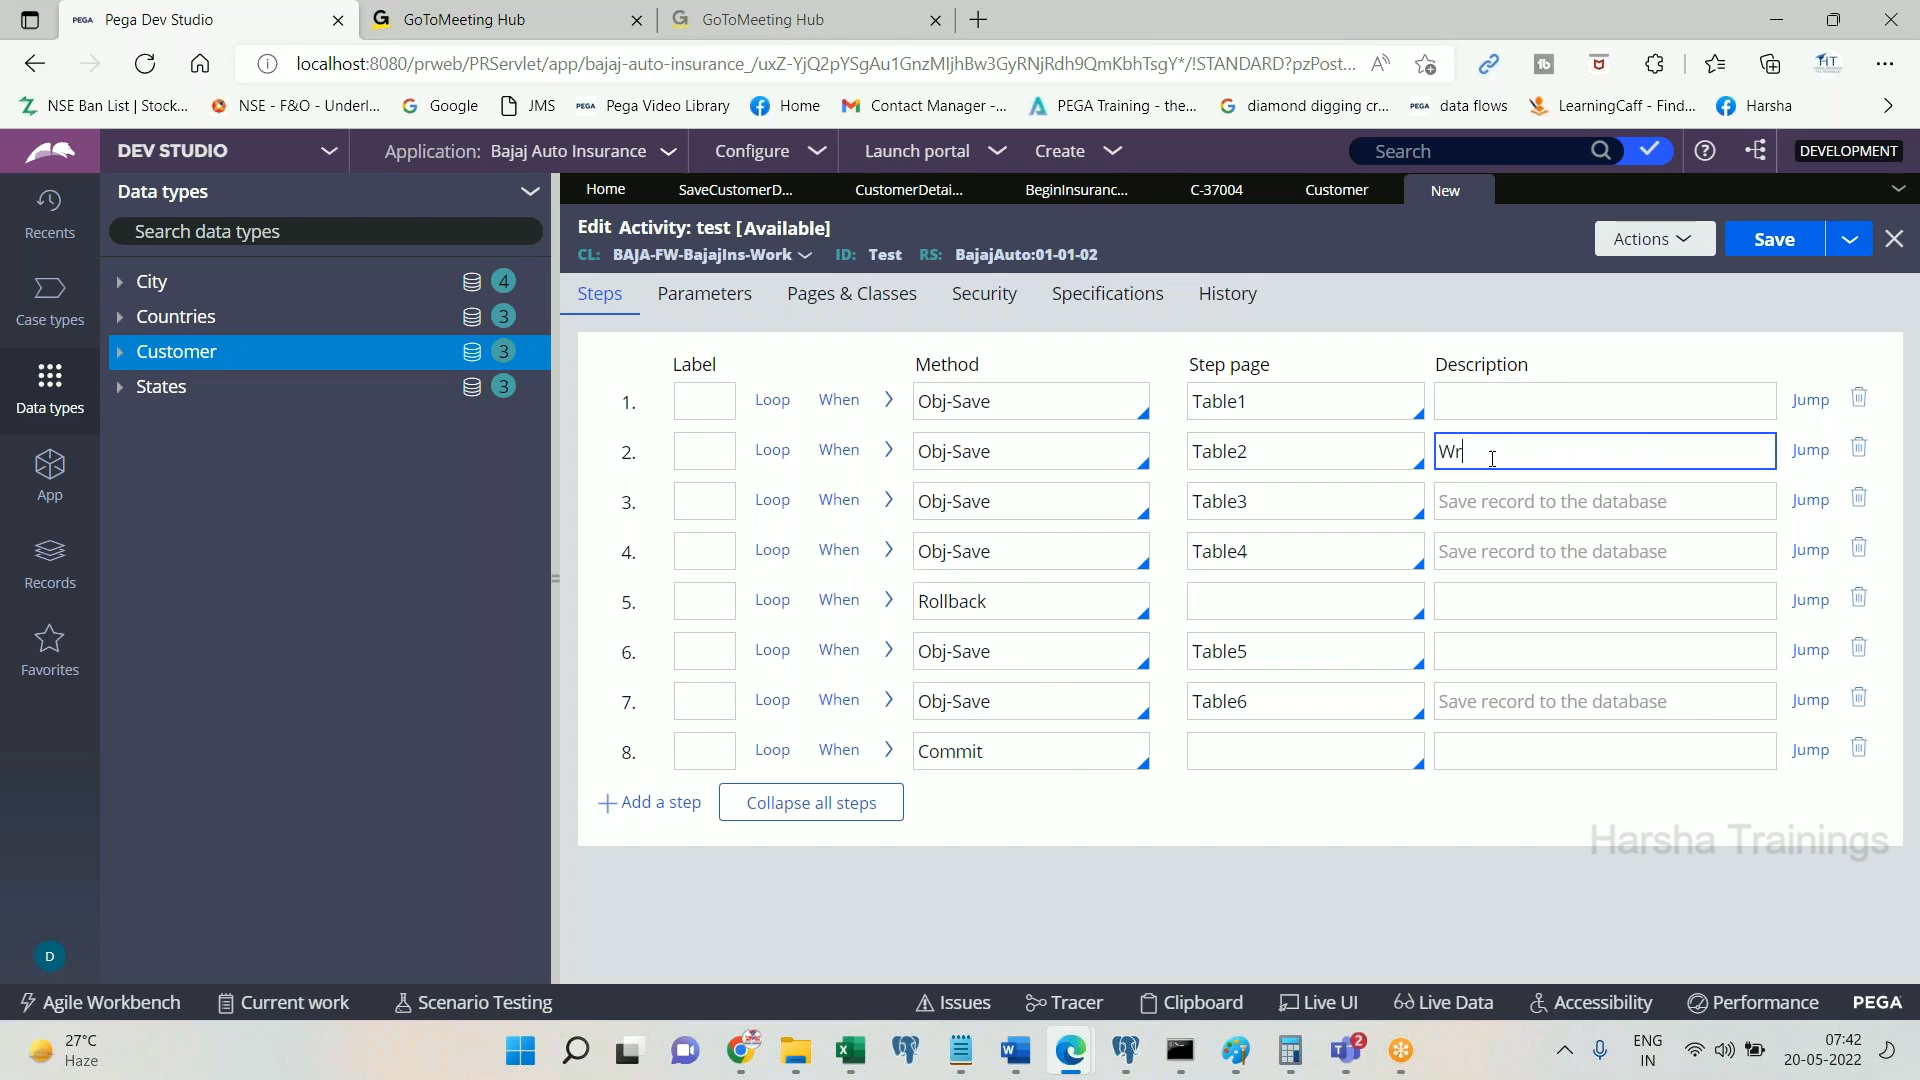 PEGA Pega Dev Studio
G GoToMeeting Hub
G GoToMeeting Hub
localhost:8080/prweb/PRServlet/app/bajaj-auto-insurance_/uxZ-YjQ2pYSgAu1GnzMIjhBw3GyRNjRdh9QmKbhTsgY*/!STANDARD?pzPost...
NSE Ban List | Stock... NSE - F&O - Underl... Google JMS PEGA Pega Video Library Home Contact Manager -... PEGA Training - the... diamond digging cr... PEGA data flows LearningCaff - Find... Harsha
DEV STUDIO Application: Bajaj Auto Insurance Configure Launch portal Create Search DEVELOPMENT
Recents
Case types
Data types
App
Records
Favorites
D
Data types
Search data types
City 4
Countries 3
Customer 3
States 3
Home SaveCustomerD... CustomerDetai... BeginInsuranc... C-37004 Customer New
Edit Activity: test [Available]
CL: BAJA-FW-BajajIns-Work ID: Test RS: BajajAuto:01-01-02
Actions Save
Steps Parameters Pages & Classes Security Specifications History
Label Method Step page Description
1. Loop When Obj-Save Table1 Jump
2. Loop When Obj-Save Table2 Wr Jump
3. Loop When Obj-Save Table3 Save record to the database Jump
4. Loop When Obj-Save Table4 Save record to the database Jump
5. Loop When Rollback Jump
6. Loop When Obj-Save Table5 Jump
7. Loop When Obj-Save Table6 Save record to the database Jump
8. Loop When Commit Jump
Add a step Collapse all steps
Harsha Trainings
Agile Workbench Current work Scenario Testing Issues Tracer Clipboard Live UI Live Data Accessibility Performance PEGA
27°C
Haze
2
ENG
IN
07:42
20-05-2022